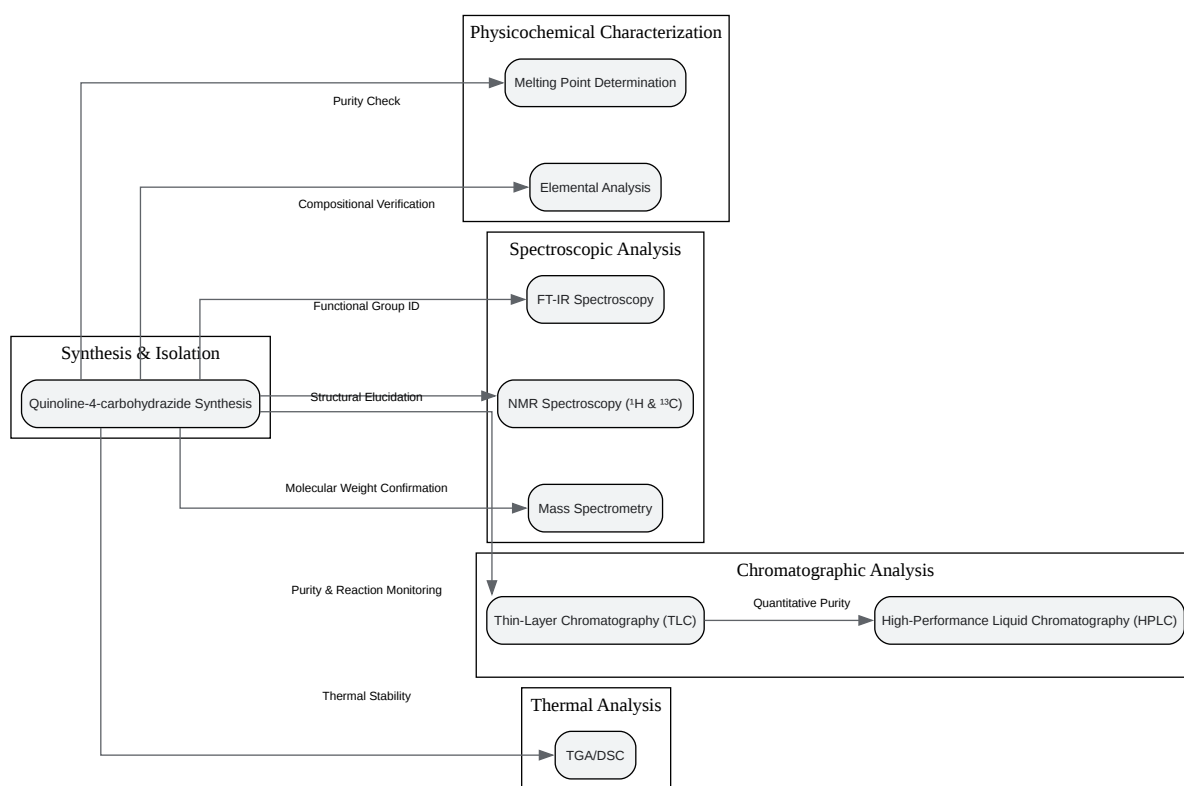 Physicochemical Characterization
Melting Point Determination
Purity Check
Elemental Analysis
Compositional Verification
Spectroscopic Analysis
FT-IR Spectroscopy
Functional Group ID
Synthesis & Isolation
Quinoline-4-carbohydrazide Synthesis
Structural Elucidation
NMR Spectroscopy (¹H & ¹³C)
Molecular Weight Confirmation
Mass Spectrometry
Chromatographic Analysis
Purity & Reaction Monitoring
Thin-Layer Chromatography (TLC)
Quantitative Purity
High-Performance Liquid Chromatography (HPLC)
Thermal Stability
Thermal Analysis
TGA/DSC